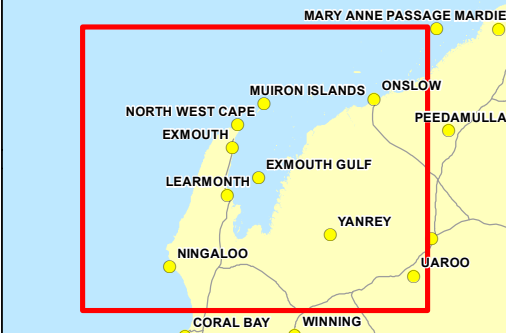 MARY ANNE PASSAGE MARDIE
MUIRON ISLANDS
ONSLOW
NORTH WEST CAPE
PEEDAMULLA
EXMOUTH
EXMOUTH GULF
LEARMONTH
YANREY
NINGALOO
UAROO
CORAL BAY
WINNING